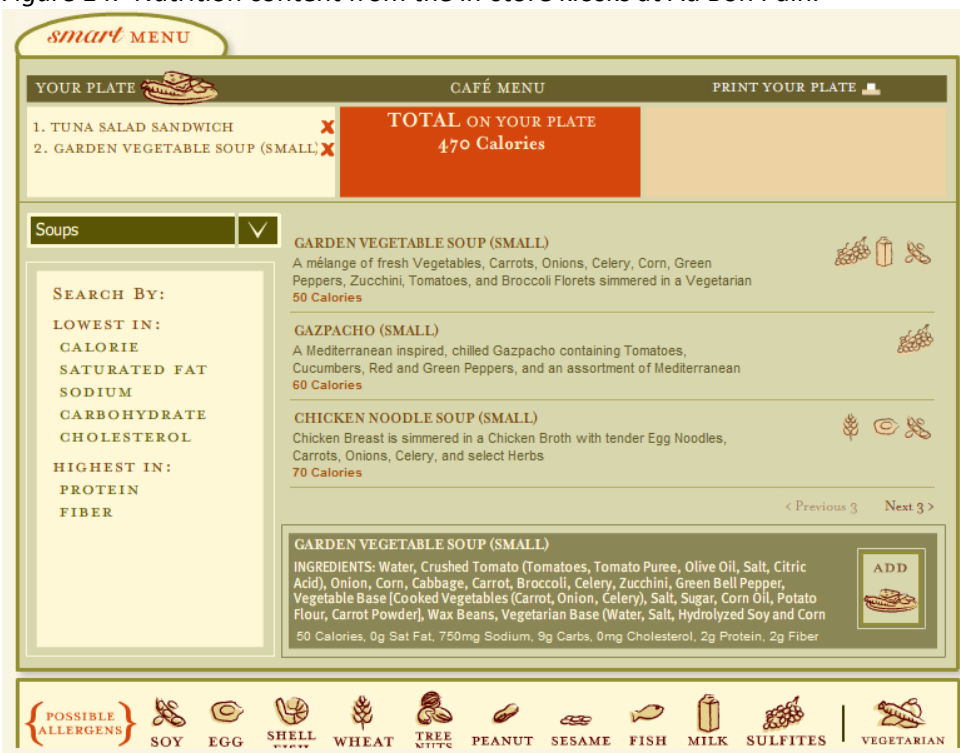 smart MENU
YOUR PLATE
CAFÉ MENU
PRINT YOUR PLATE
1. TUNA SALAD SANDWICH X
2. GARDEN VEGETABLE SOUP (SMALL) X
TOTAL ON YOUR PLATE
470 Calories
Soups
SEARCH BY:
LOWEST IN:
CALORIE
SATURATED FAT
SODIUM
CARBOHYDRATE
CHOLESTEROL
HIGHEST IN:
PROTEIN
FIBER
GARDEN VEGETABLE SOUP (SMALL)
A mélange of fresh Vegetables, Carrots, Onions, Celery, Corn, Green
Peppers, Zucchini, Tomatoes, and Broccoli Florets simmered in a Vegetarian
50 Calories
GAZPACHO (SMALL)
A Mediterranean inspired, chilled Gazpacho containing Tomatoes,
Cucumbers, Red and Green Peppers, and an assortment of Mediterranean
60 Calories
CHICKEN NOODLE SOUP (SMALL)
Chicken Breast is simmered in a Chicken Broth with tender Egg Noodles,
Carrots, Onions, Celery, and select Herbs
70 Calories
< Previous 3 Next 3 >
GARDEN VEGETABLE SOUP (SMALL)
INGREDIENTS: Water, Crushed Tomato (Tomatoes, Tomato Puree, Olive Oil, Salt, Citric
Acid), Onion, Corn, Cabbage, Carrot, Broccoli, Celery, Zucchini, Green Bell Pepper,
Vegetable Base [Cooked Vegetables (Carrot, Onion, Celery), Salt, Sugar, Corn Oil, Potato
Flour, Carrot Powder], Wax Beans, Vegetarian Base (Water, Salt, Hydrolyzed Soy and Corn
50 Calories, 0g Sat Fat, 750mg Sodium, 9g Carbs, 0mg Cholesterol, 2g Protein, 2g Fiber
ADD
POSSIBLE
ALLERGENS
SOY
EGG
SHELL
FISH
WHEAT
TREE
NUTS
PEANUT
SESAME
FISH
MILK
SULFITES
VEGETARIAN